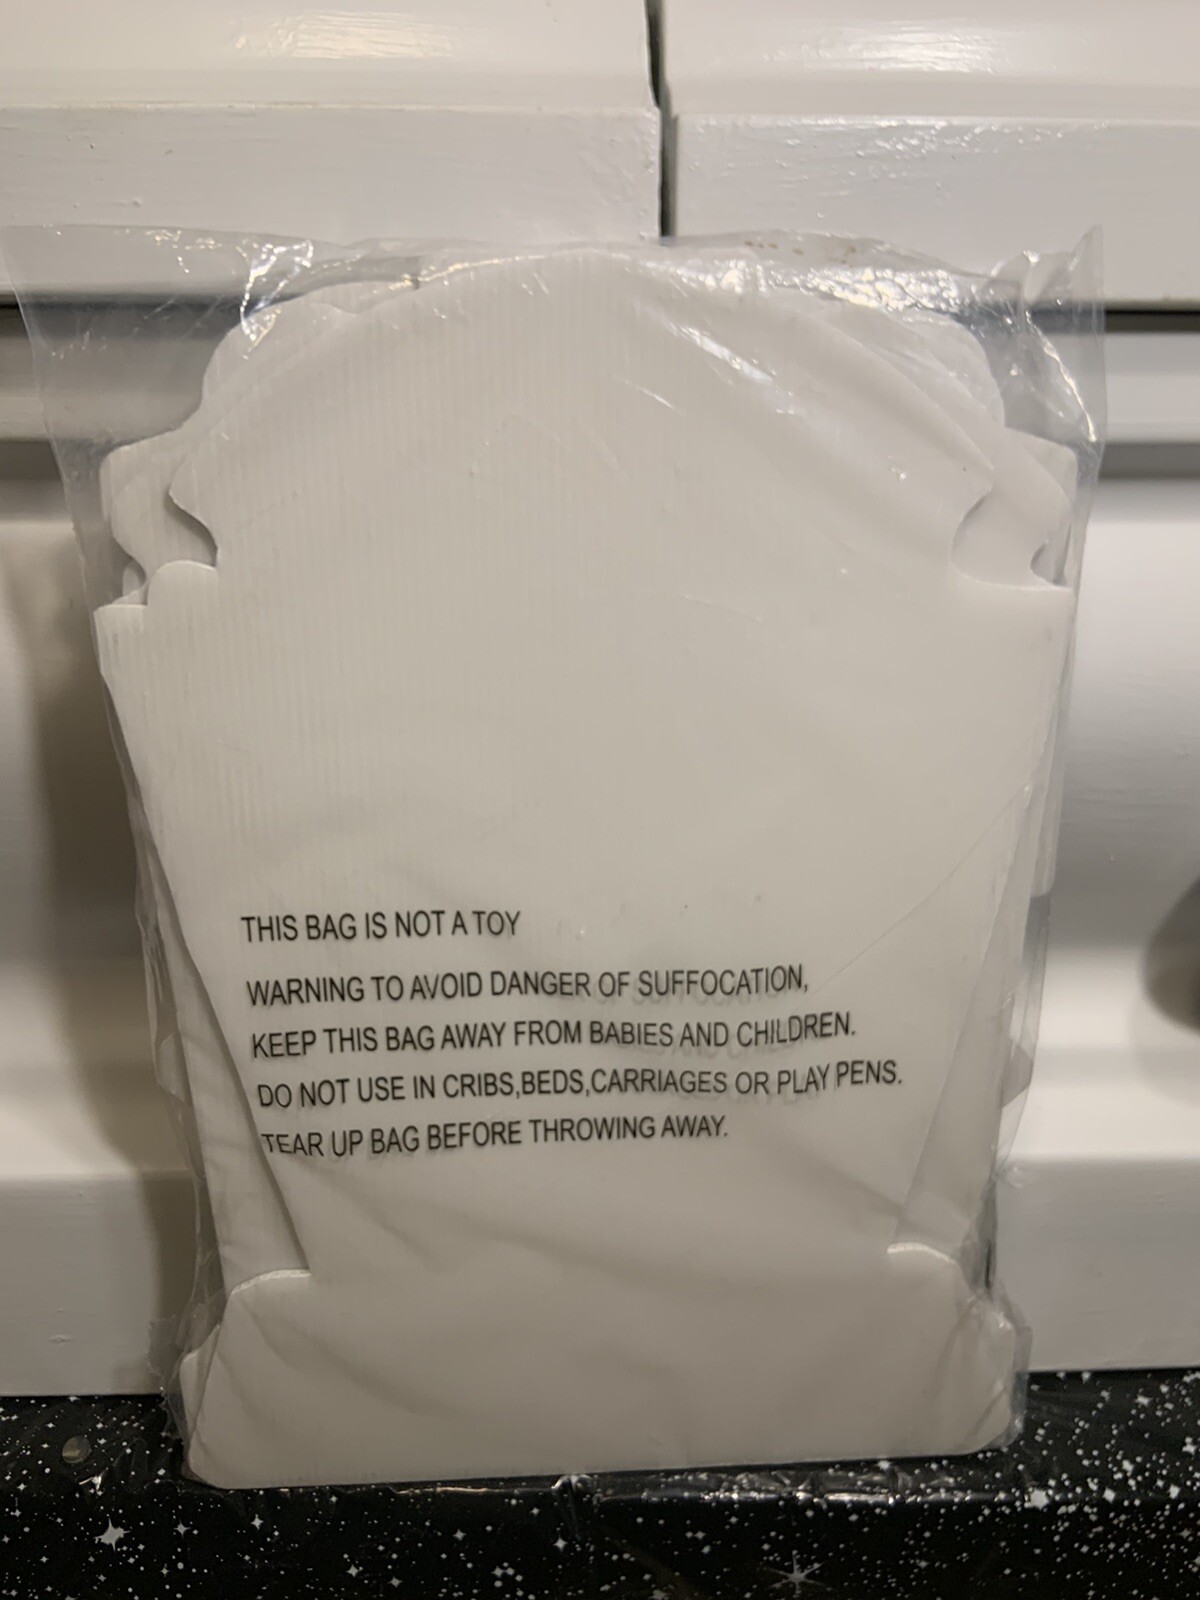 THIS BAG IS NOT A TOY
WARNING TO AVOID DANGER OF SUFFOCATION,
KEEP THIS BAG AWAY FROM BABIES AND CHILDREN.
DO NOT USE IN CRIBS,BEDS,CARRIAGES OR PLAY PENS.
TEAR UP BAG BEFORE THROWING AWAY.